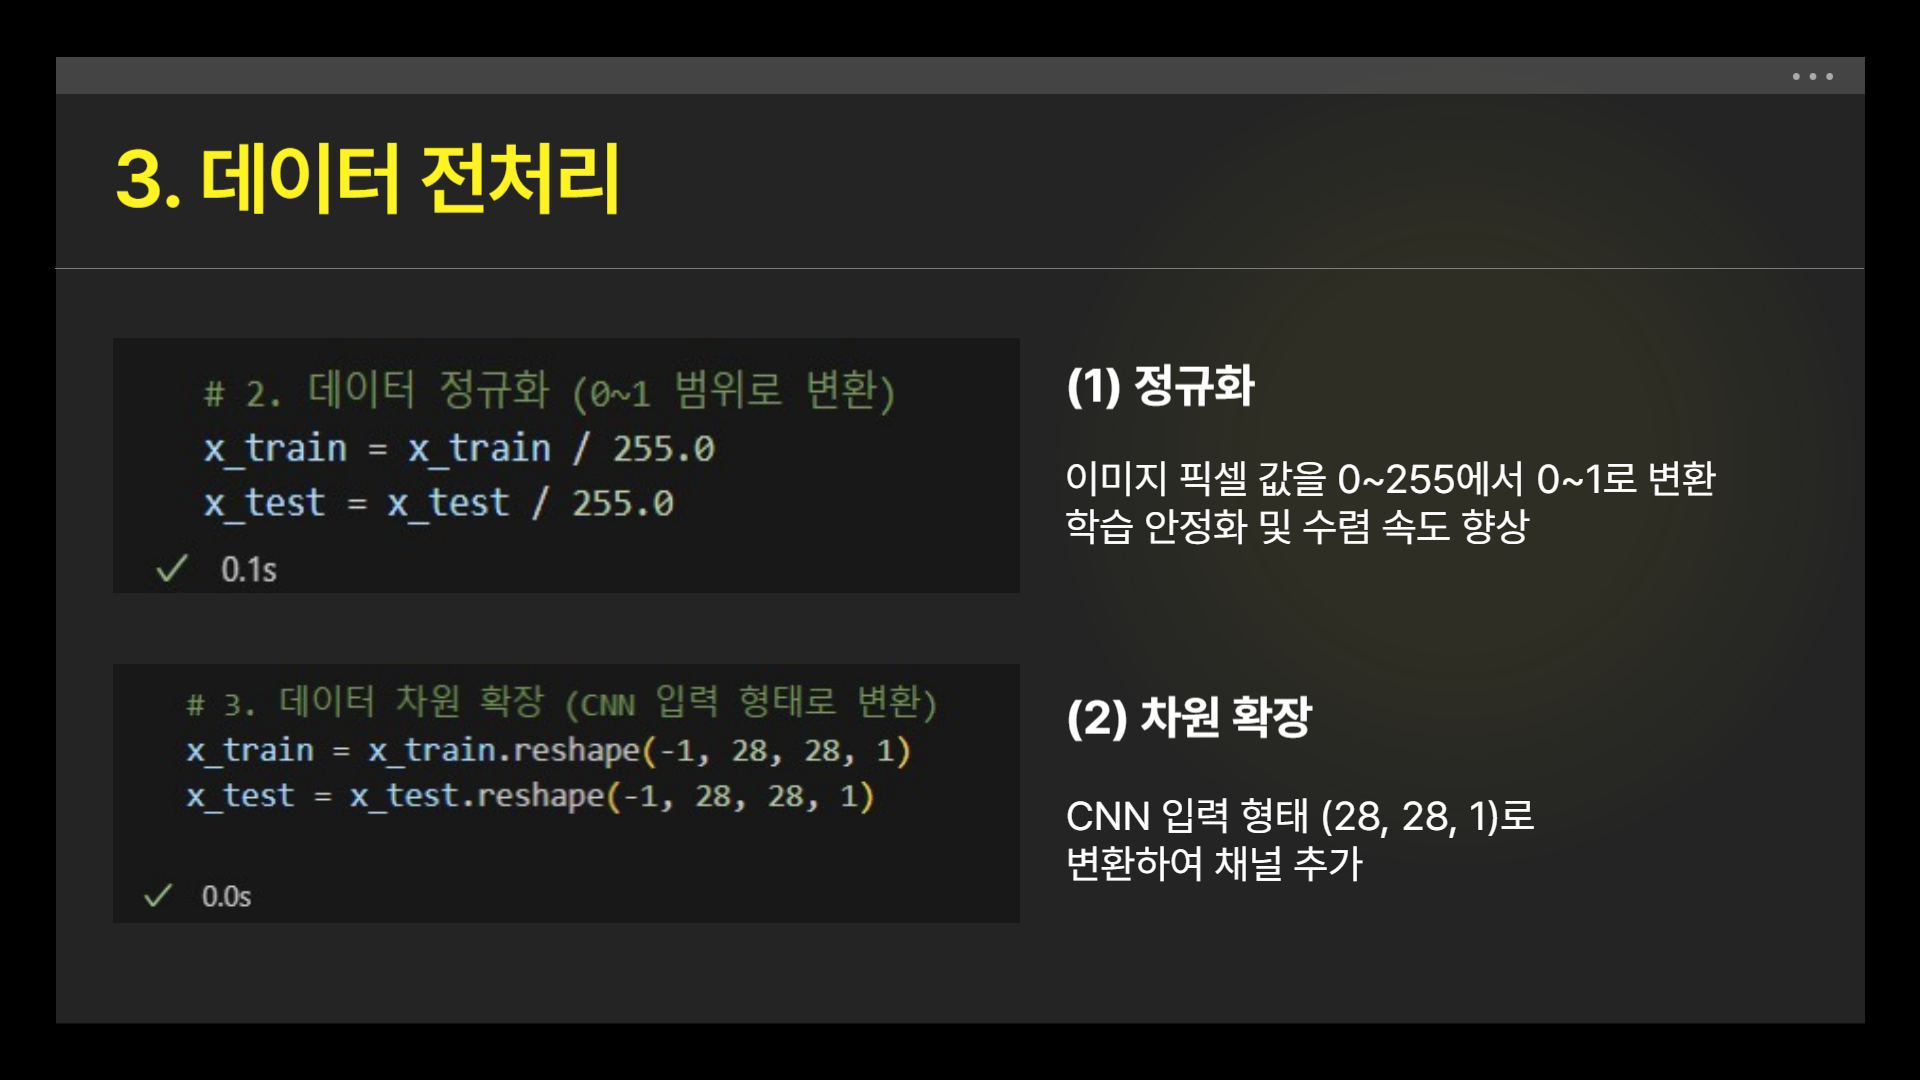 3. 데이터 전처리
# 2. 데이터 정규화 (0~1 범위로 변환)
x_train = x_train / 255.0
x_test = x_test / 255.0
✓ 0.1s
(1) 정규화
이미지 픽셀 값을 0~255에서 0~1로 변환
학습 안정화 및 수렴 속도 향상
# 3. 데이터 차원 확장 (CNN 입력 형태로 변환)
x_train = x_train.reshape(-1, 28, 28, 1)
x_test = x_test.reshape(-1, 28, 28, 1)
✓ 0.0s
(2) 차원 확장
CNN 입력 형태 (28, 28, 1)로
변환하여 채널 추가